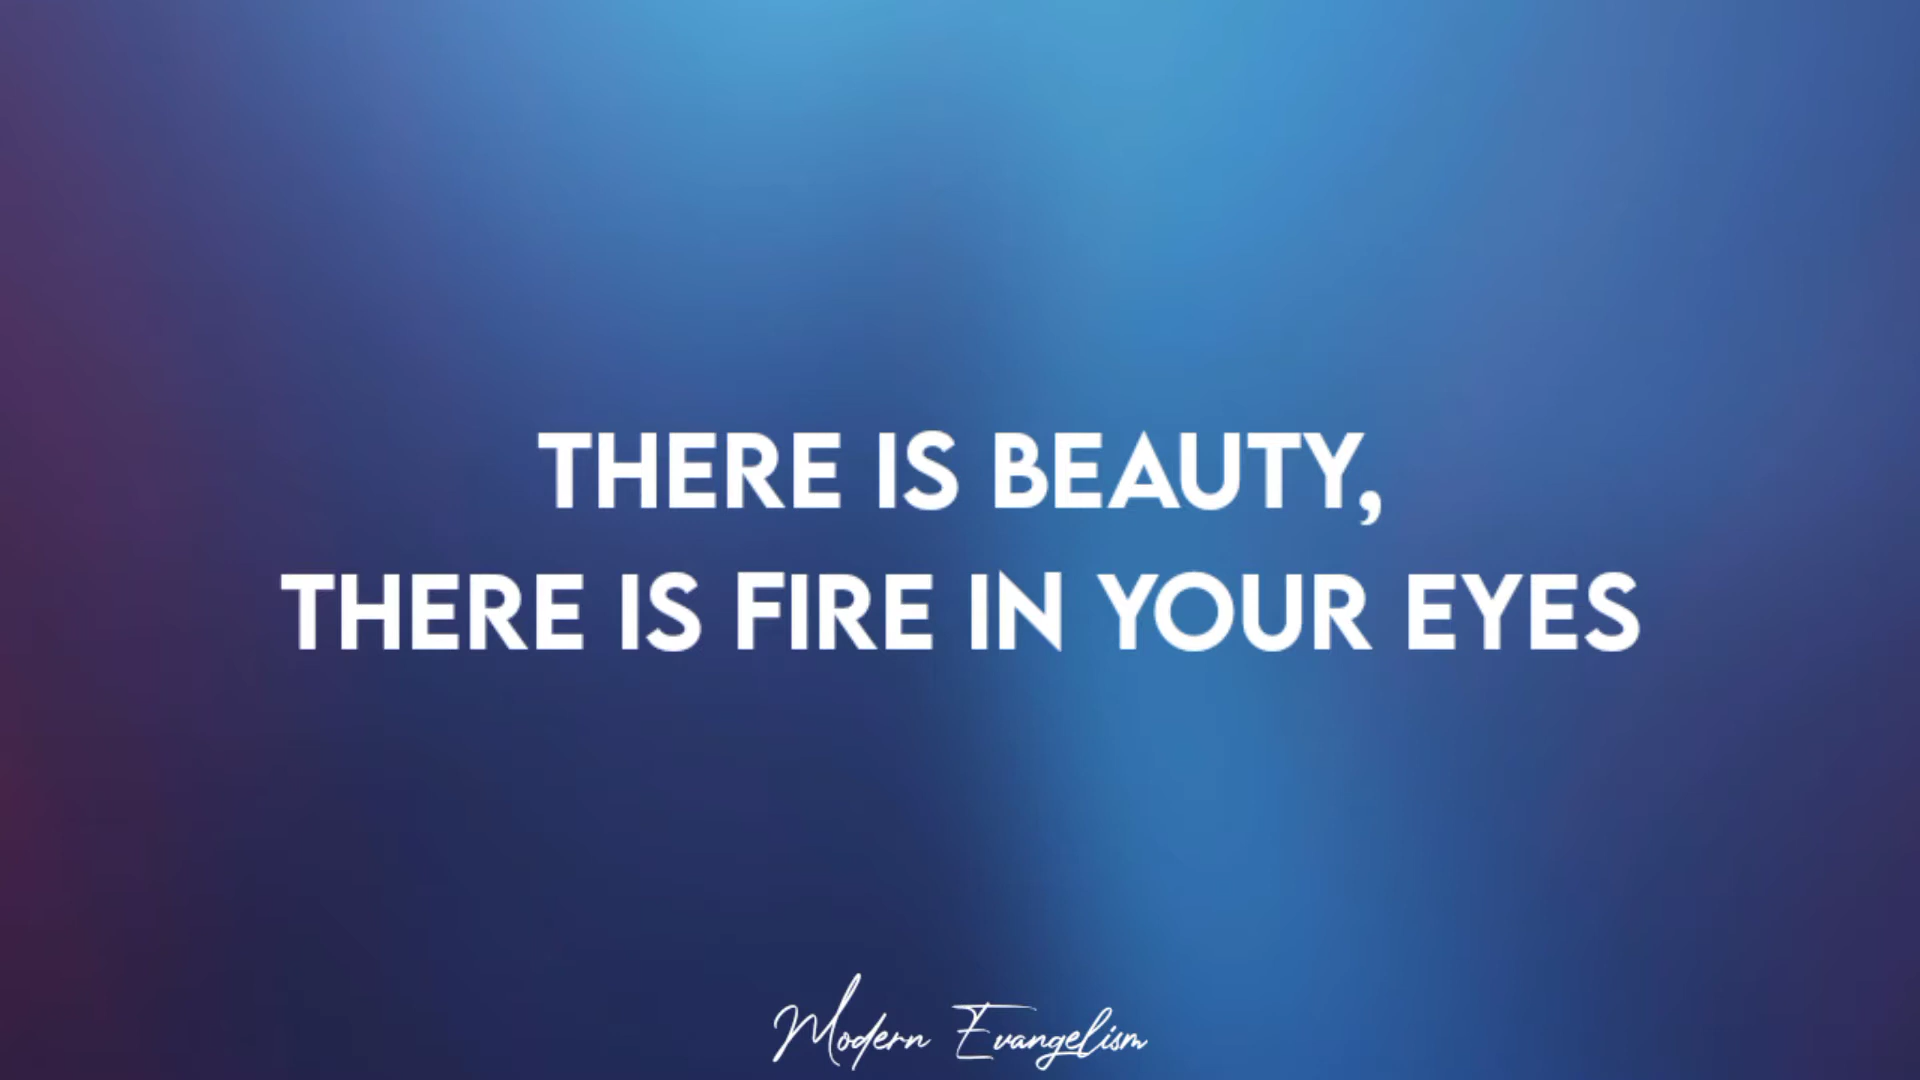 THERE IS BEAUTY,
THERE IS FIRE IN YOUR EYES
Modern Evangelism